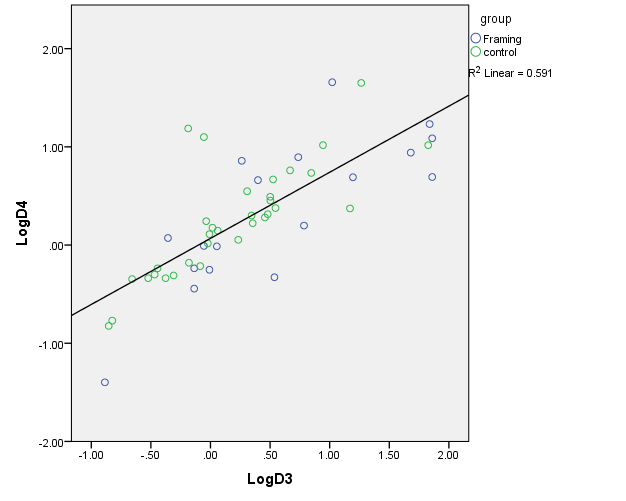 group
Framing
control
R2 Linear = 0.591
2.00
1.00
.00
-1.00
-2.00
LogD4
-1.00
-.50
.00
.50
1.00
1.50
2.00
LogD3